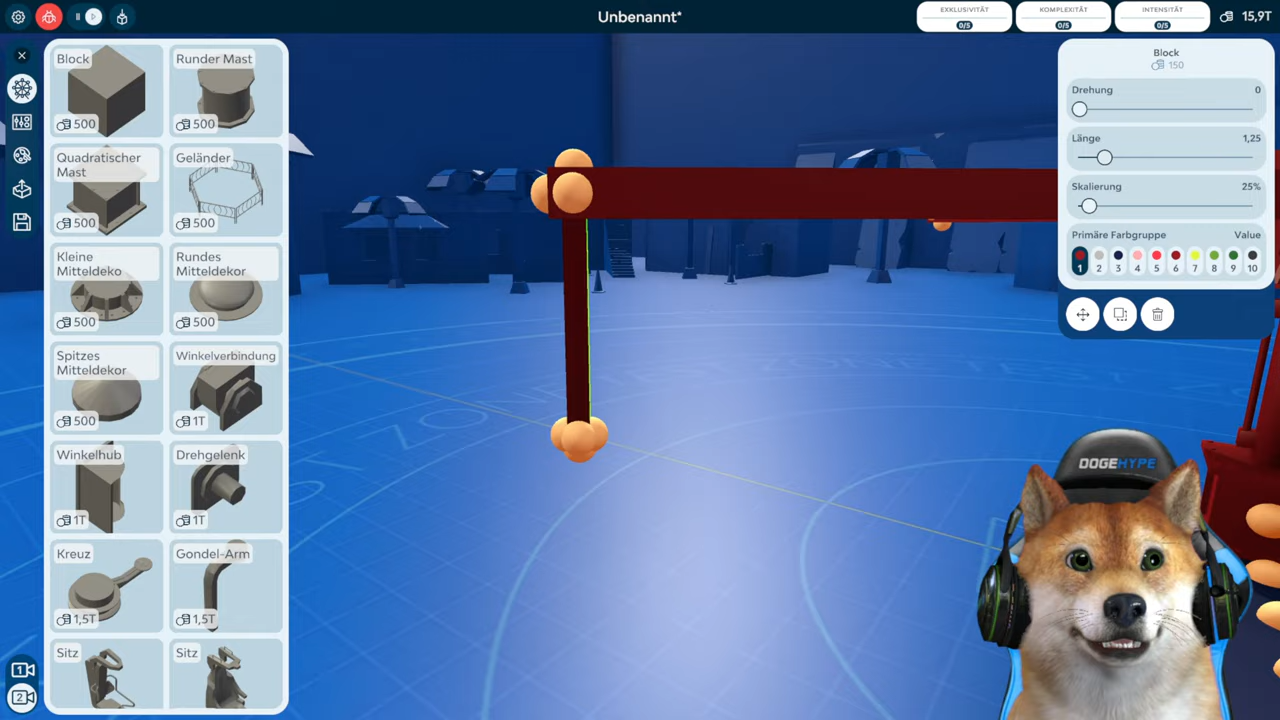 Unbenannt*
EXKLUSIVITÄT
0/5
KOMPLEXITÄT
0/5
INTENSITÄT
0/5
15,9T
Block
500
Runder Mast
500
Quadratischer
Mast
500
Geländer
500
Kleine
Mitteldeko
500
Rundes
Mitteldekor
500
Spitzes
Mitteldekor
500
Winkelverbindung
1T
Winkelhub
1T
Drehgelenk
1T
Kreuz
1,5T
Gondel-Arm
1,5T
Sitz
Sitz
1
2
Block
150
Drehung 0
Länge 1,25
Skalierung 25%
Primäre Farbgruppe Value
1 2 3 4 5 6 7 8 9 10
DOGEHYPE